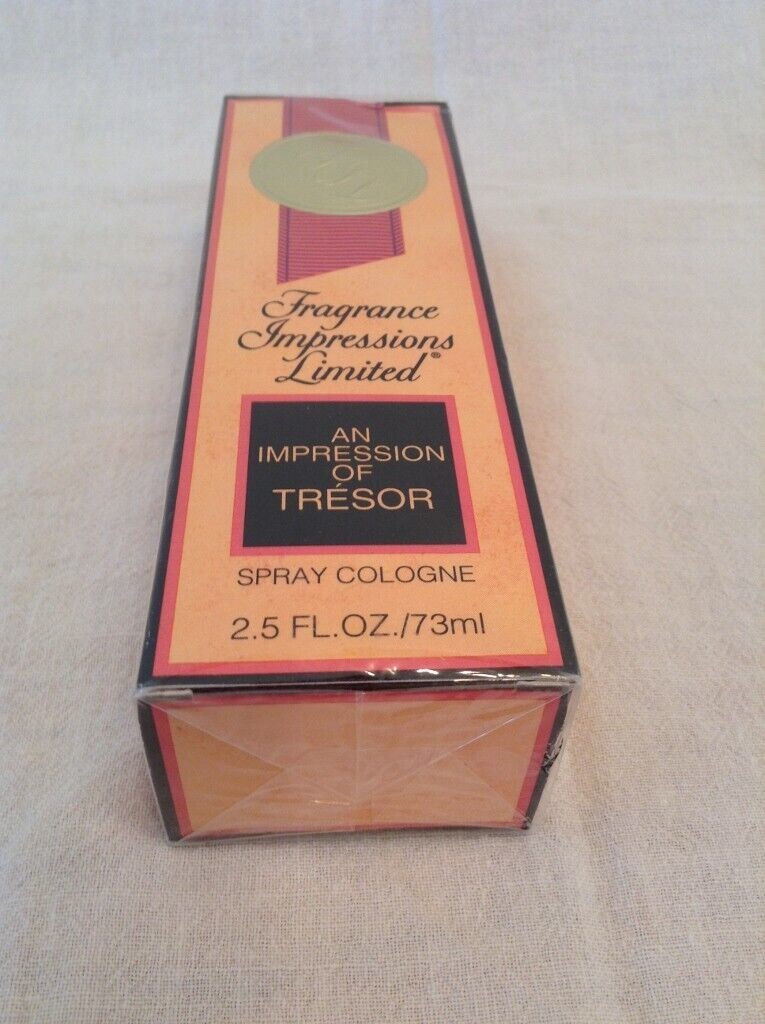 Fragrance
Impressions
Limited®
AN
IMPRESSION
OF
TRÉSOR
SPRAY COLOGNE
2.5 FL.OZ./73ml